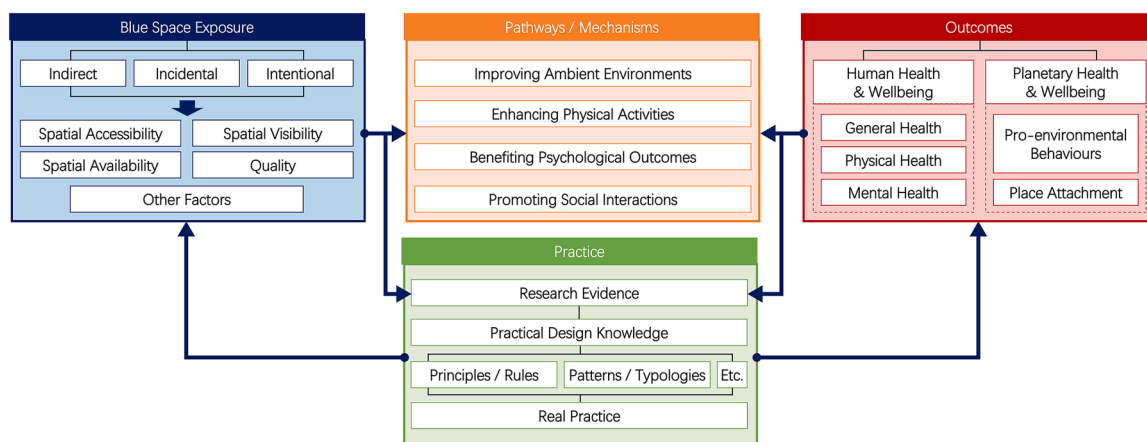 Blue Space Exposure
Indirect
Incidental
Intentional
Spatial Accessibility
Spatial Visibility
Spatial Availability
Quality
Other Factors
Pathways / Mechanisms
Improving Ambient Environments
Enhancing Physical Activities
Benefiting Psychological Outcomes
Promoting Social Interactions
Outcomes
Human Health
& Wellbeing
General Health
Physical Health
Mental Health
Planetary Health
& Wellbeing
Pro-environmental
Behaviours
Place Attachment
Practice
Research Evidence
Practical Design Knowledge
Principles / Rules
Patterns / Typologies
Etc.
Real Practice